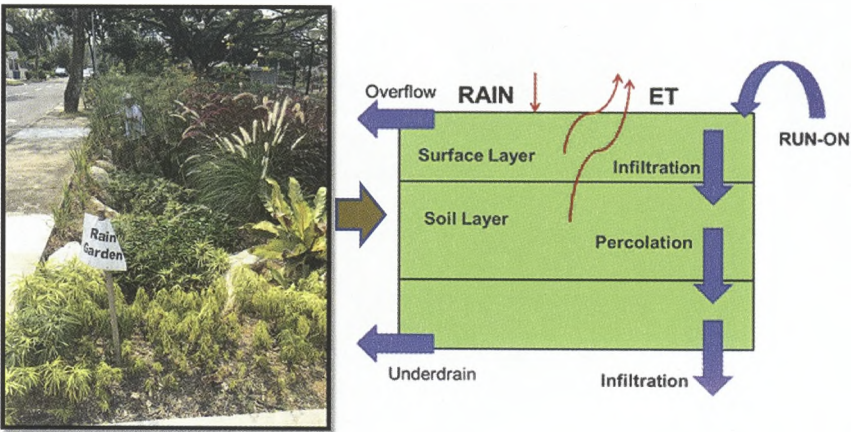 Rain
Garden
Overflow
RAIN
ET
RUN-ON
Surface Layer
Infiltration
Soil Layer
Percolation
Underdrain
Infiltration